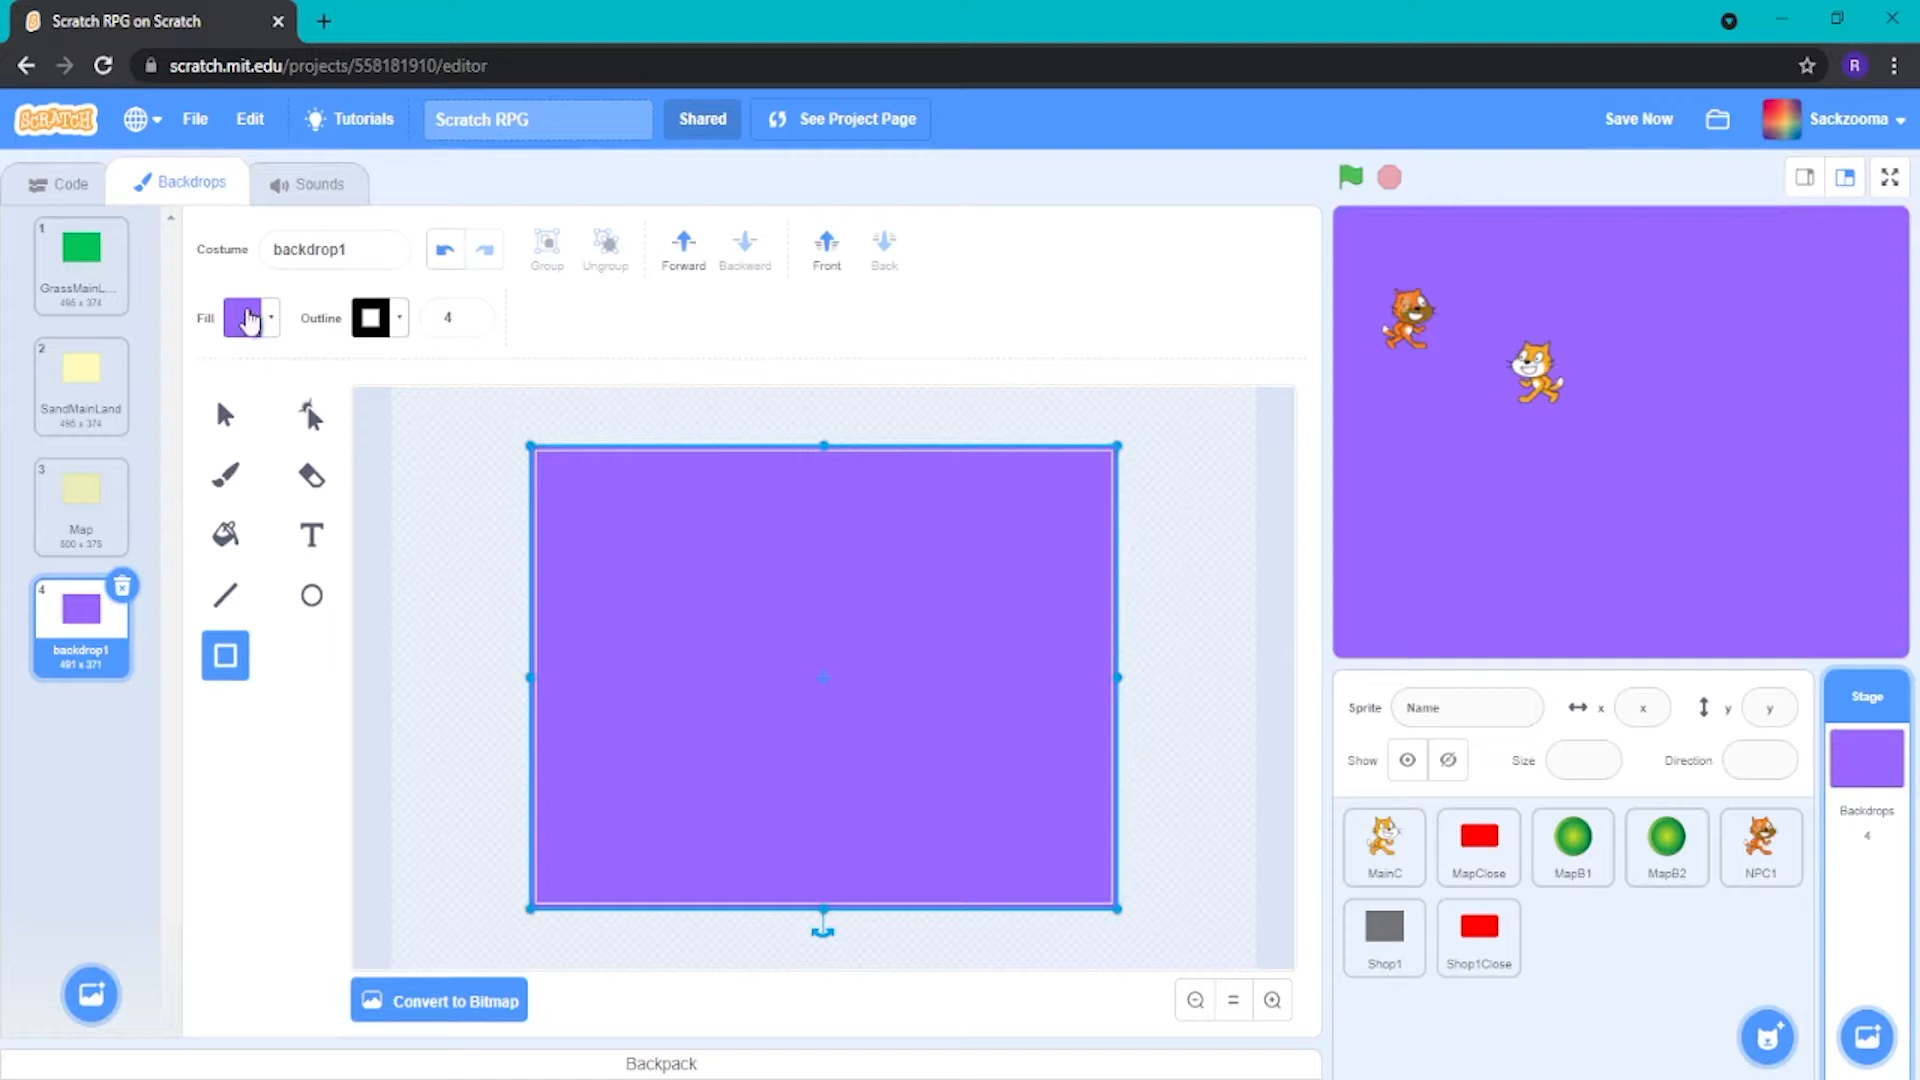 Scratch RPG on Scratch
scratch.mit.edu/projects/558181910/editor
R
SCRATCH
File
Edit
Tutorials
Scratch RPG
Shared
See Project Page
Save Now
Sackzooma
Code
Backdrops
Sounds
1
GrassMainL...
495 x 374
2
SandMainLand
495 x 374
3
Map
500 x 375
4
backdrop1
491 x 371
Costume
backdrop1
Group
Ungroup
Forward
Backward
Front
Back
Fill
Outline
4
T
Convert to Bitmap
Backpack
Sprite
Name
x
x
y
y
Show
Size
Direction
MainC
MapClose
MapB1
MapB2
NPC1
Shop1
Shop1Close
Stage
Backdrops
4